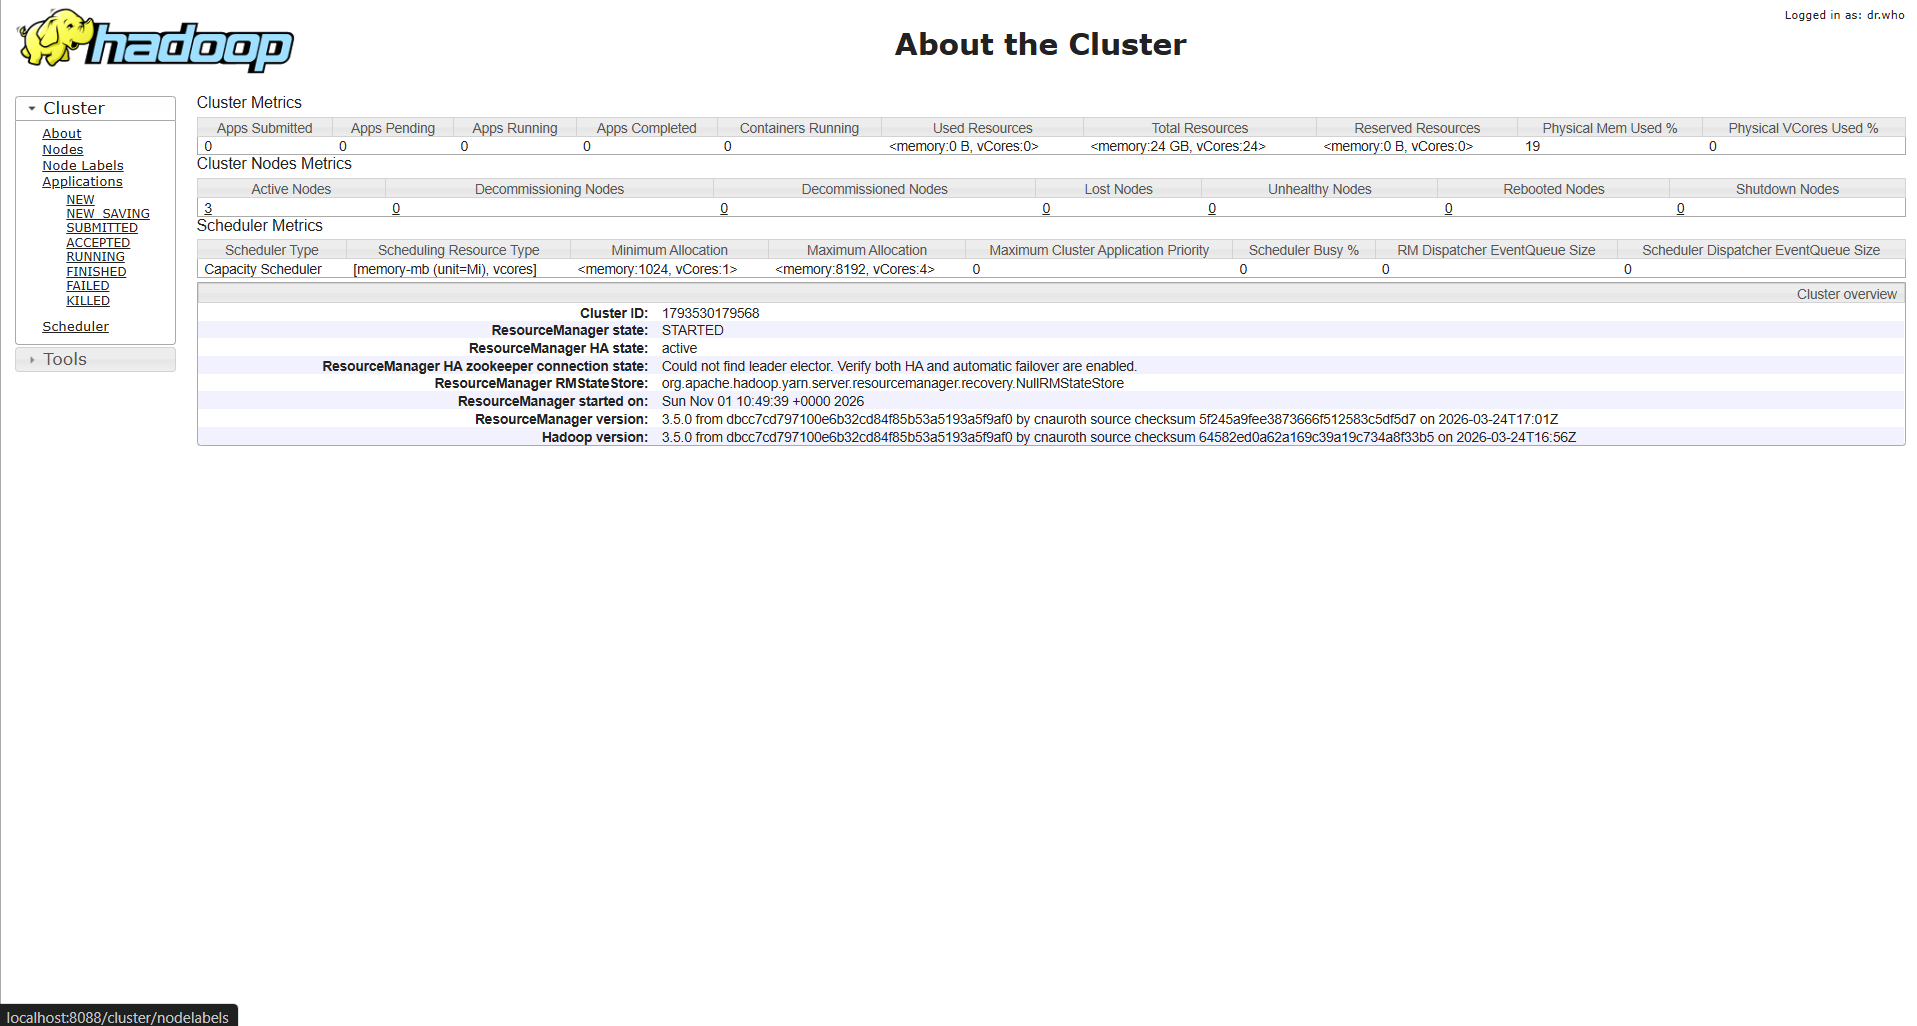 hadoop
Logged in as: dr.who
About the Cluster
Cluster
About
Nodes
Node Labels
Applications
NEW
NEW_SAVING
SUBMITTED
ACCEPTED
RUNNING
FINISHED
FAILED
KILLED
Scheduler
Tools
Cluster Metrics
Apps Submitted Apps Pending Apps Running Apps Completed Containers Running Used Resources Total Resources Reserved Resources Physical Mem Used % Physical VCores Used %
0 0 0 0 0 <memory:0 B, vCores:0> <memory:24 GB, vCores:24> <memory:0 B, vCores:0> 19 0
Cluster Nodes Metrics
Active Nodes Decommissioning Nodes Decommissioned Nodes Lost Nodes Unhealthy Nodes Rebooted Nodes Shutdown Nodes
3 0 0 0 0 0 0
Scheduler Metrics
Scheduler Type Scheduling Resource Type Minimum Allocation Maximum Allocation Maximum Cluster Application Priority Scheduler Busy % RM Dispatcher EventQueue Size Scheduler Dispatcher EventQueue Size
Capacity Scheduler [memory-mb (unit=Mi), vcores] <memory:1024, vCores:1> <memory:8192, vCores:4> 0 0 0 0
Cluster overview
Cluster ID: 1793530179568
ResourceManager state: STARTED
ResourceManager HA state: active
ResourceManager HA zookeeper connection state: Could not find leader elector. Verify both HA and automatic failover are enabled.
ResourceManager RMStateStore: org.apache.hadoop.yarn.server.resourcemanager.recovery.NullRMStateStore
ResourceManager started on: Sun Nov 01 10:49:39 +0000 2026
ResourceManager version: 3.5.0 from dbcc7cd797100e6b32cd84f85b53a5193a5f9af0 by cnauroth source checksum 5f245a9fee3873666f512583c5df5d7 on 2026-03-24T17:01Z
Hadoop version: 3.5.0 from dbcc7cd797100e6b32cd84f85b53a5193a5f9af0 by cnauroth source checksum 64582ed0a62a169c39a19c734a8f33b5 on 2026-03-24T16:56Z
localhost:8088/cluster/nodelabels